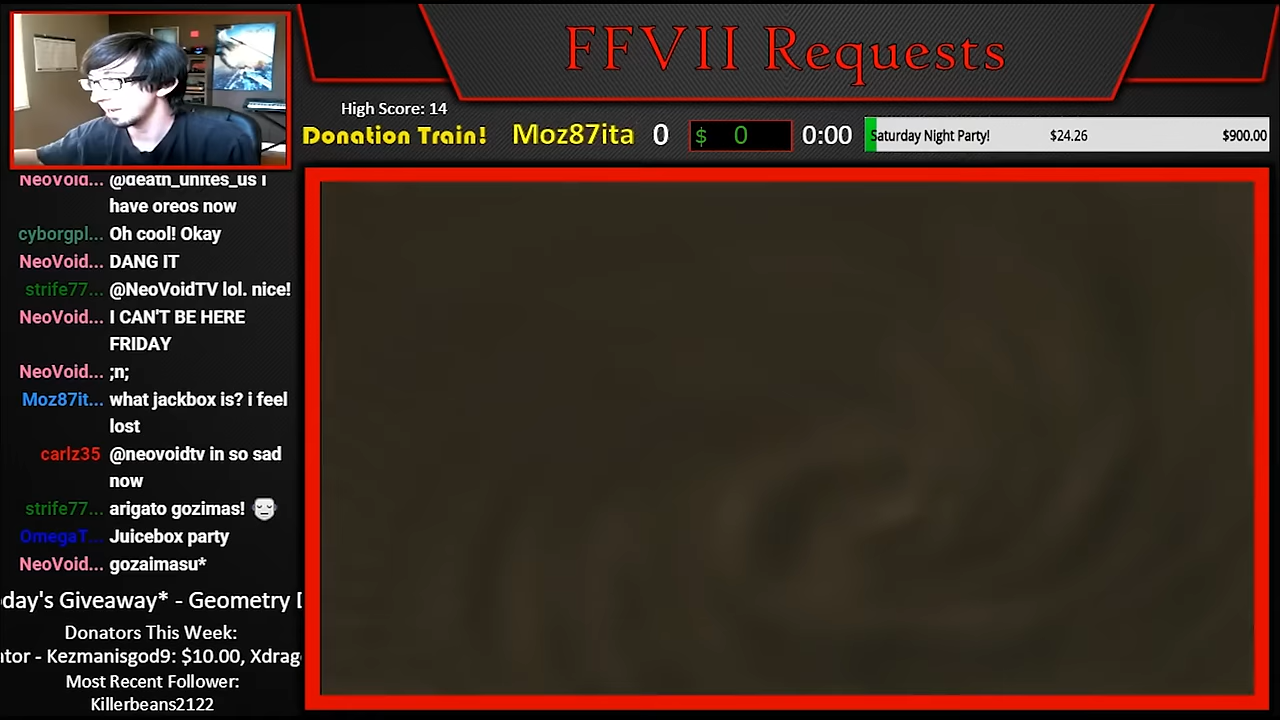 FFVII Requests
High Score: 14
Donation Train! Moz87ita 0 $ 0 0:00 Saturday Night Party! $24.26 $900.00
NeoVoid... @death_unites_us i
have oreos now
cyborgpl... Oh cool! Okay
NeoVoid... DANG IT
strife77... @NeoVoidTV lol. nice!
NeoVoid... I CAN'T BE HERE
FRIDAY
NeoVoid... ;n;
Moz87it... what jackbox is? i feel
lost
carlz35 @neovoidtv in so sad
now
strife77... arigato gozimas!
OmegaT... Juicebox party
NeoVoid... gozaimasu*
day's Giveaway* - Geometry
Donators This Week:
tor - Kezmanisgod9: $10.00, Xdrag
Most Recent Follower:
Killerbeans2122